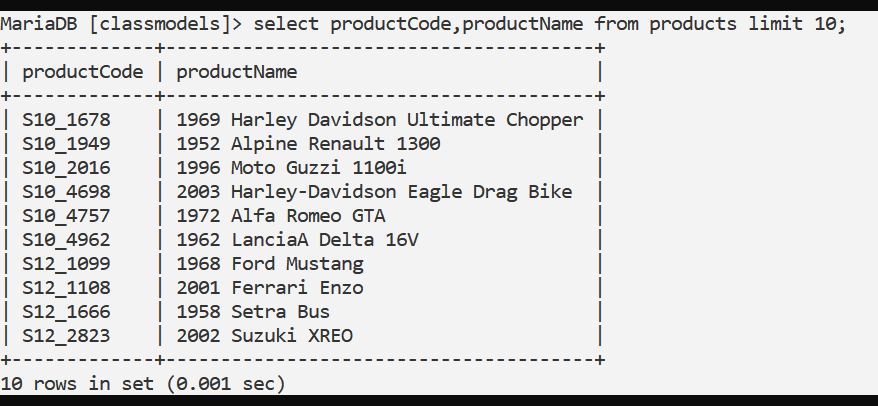 MariaDB [classmodels]> select productCode,productName from products limit 10;
+-------------+---------------------------------------+
| productCode | productName                           |
+-------------+---------------------------------------+
| S10_1678    | 1969 Harley Davidson Ultimate Chopper |
| S10_1949    | 1952 Alpine Renault 1300              |
| S10_2016    | 1996 Moto Guzzi 1100i                 |
| S10_4698    | 2003 Harley-Davidson Eagle Drag Bike  |
| S10_4757    | 1972 Alfa Romeo GTA                   |
| S10_4962    | 1962 LanciaA Delta 16V                |
| S12_1099    | 1968 Ford Mustang                     |
| S12_1108    | 2001 Ferrari Enzo                     |
| S12_1666    | 1958 Setra Bus                        |
| S12_2823    | 2002 Suzuki XREO                      |
+-------------+---------------------------------------+
10 rows in set (0.001 sec)